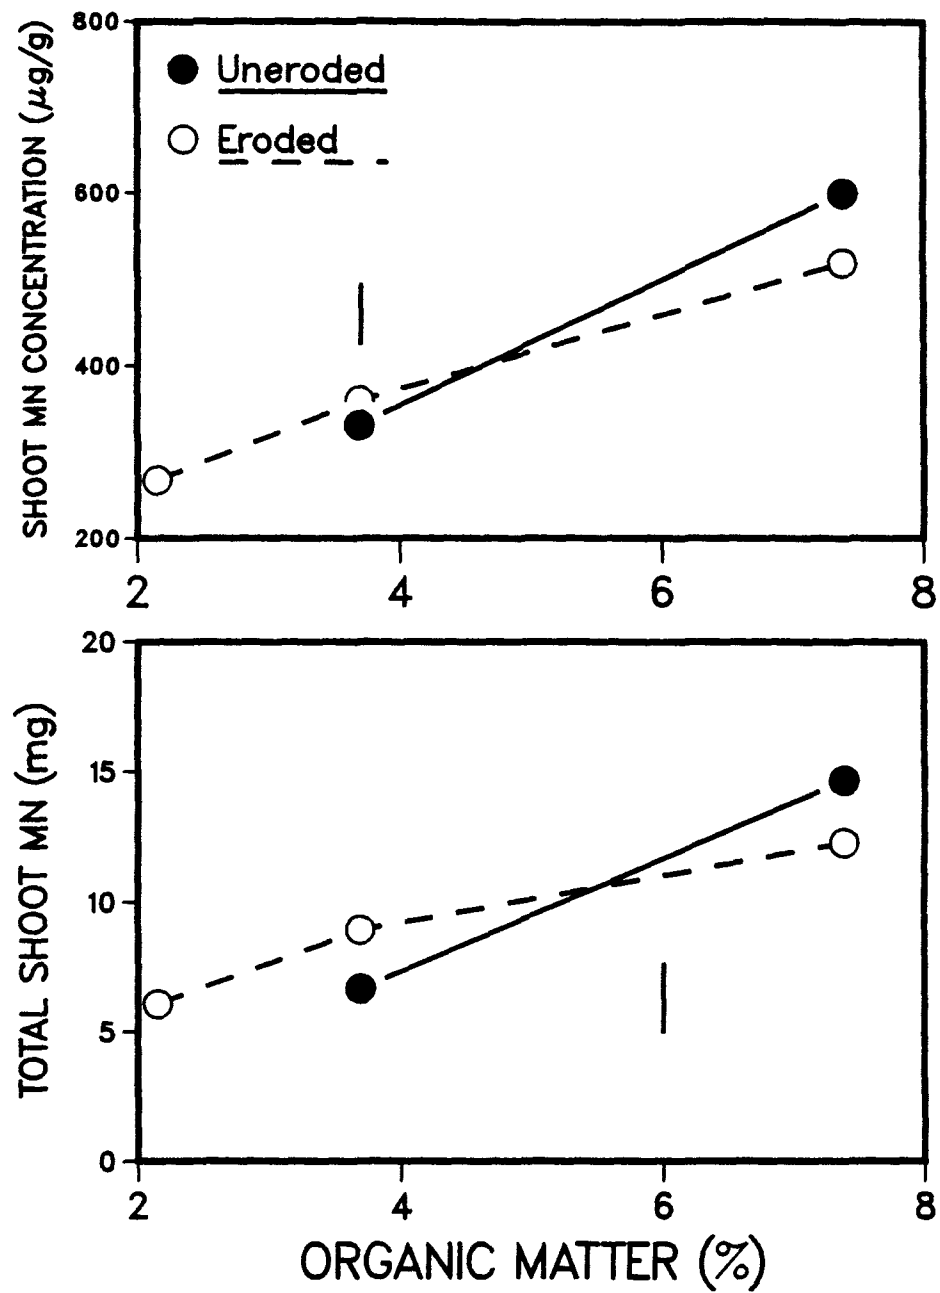 SHOOT MN CONCENTRATION (μg/g)
800
600
400
200
Uneroded
Eroded
2 4 6 8
TOTAL SHOOT MN (mg)
20
15
10
5
0
2 4 6 8
ORGANIC MATTER (%)